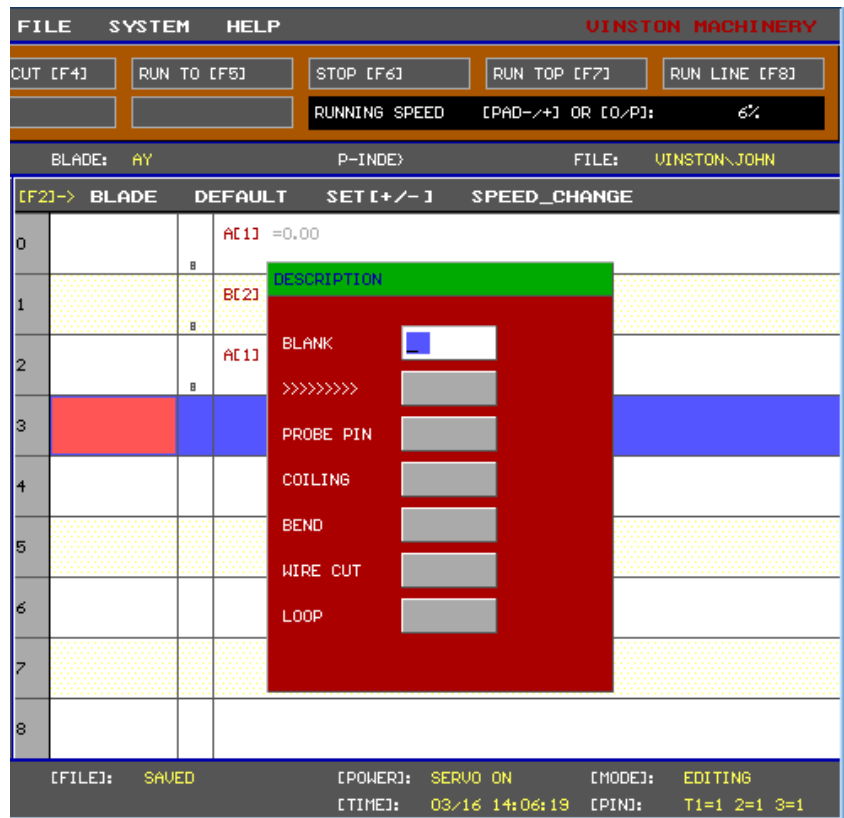 FILE SYSTEM HELP VINSTON MACHINERY
CUT [F4] RUN TO [F5] STOP [F6] RUN TOP [F7] RUN LINE [F8]
RUNNING SPEED [PAD-/+] OR [O/P]: 6%
BLADE: AY P-INDE> FILE: VINSTON\JOHN
[F2]-> BLADE DEFAULT SET[+/-] SPEED_CHANGE
0 A[1] =0.00
DESCRIPTION
1 B[2]
BLANK _
2 A[1]
>>>>>>>>>
3 PROBE PIN
4 COILING
5 BEND
WIRE CUT
6 LOOP
7
8
[FILE]: SAVED [POWER]: SERVO ON [MODE]: EDITING
[TIME]: 03/16 14:06:19 [PIN]: T1=1 2=1 3=1